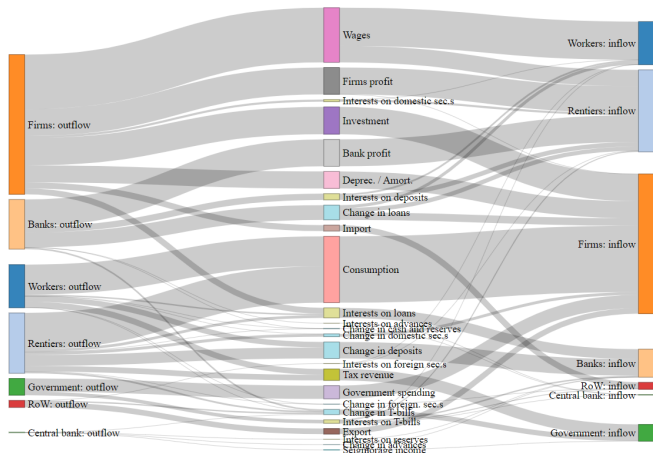 Firms: outflow
Banks: outflow
Workers: outflow
Rentiers: outflow
Government: outflow
RoW: outflow
Central bank: outflow
Wages
Firms profit
Interests on domestic sec.s
Investment
Bank profit
Deprec. / Amort.
Interests on deposits
Change in loans
Import
Consumption
Interests on loans
Interests on advances
Change in cash and reserves
Change in domestic sec.s
Change in deposits
Interests on foreign sec.s
Tax revenue
Government spending
Change in foreign. sec.s
Change in T-bills
Interests on T-bills
Export
Interests on reserves
Change in advances
Seignorage income
Workers: inflow
Rentiers: inflow
Firms: inflow
Banks: inflow
RoW: inflow
Central bank: inflow
Government: inflow